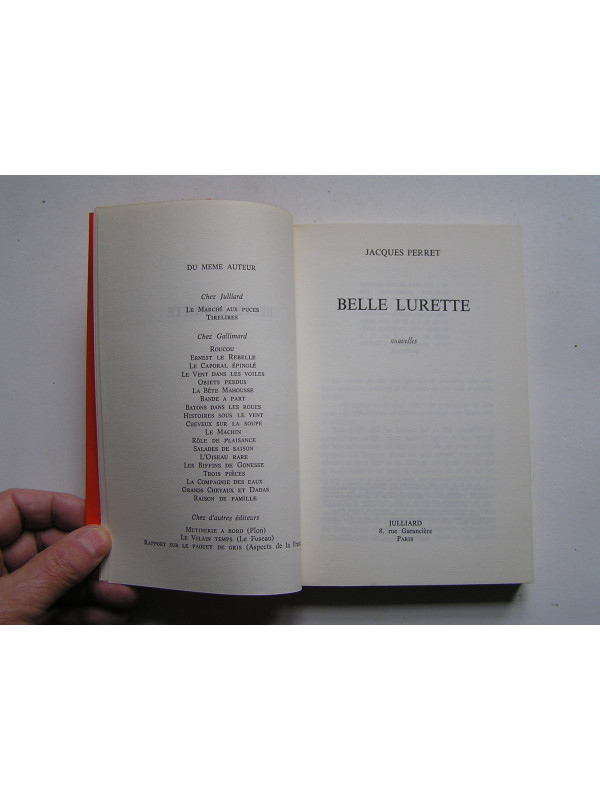 DU MEME AUTEUR
Chez Julliard
LE MARCHÉ AUX PUCES
TIRELIRES
Chez Gallimard
ROUCOU
ERNEST LE REBELLE
LE CAPORAL ÉPINGLÉ
LE VENT DANS LES VOILES
OBJETS PERDUS
LA BÊTE MAHOUSSE
BANDE A PART
BATONS DANS LES ROUES
HISTOIRES SOUS LE VENT
CHEVEUX SUR LA SOUPE
LE MACHIN
RÔLE DE PLAISANCE
SALADES DE SAISON
L'OISEAU RARE
LES BIFFINS DE GONESSE
TROIS PIÈCES
LA COMPAGNIE DES EAUX
GRANDS CHEVAUX ET DADAS
RAISON DE FAMILLE
Chez d'autres éditeurs
MUTINERIE A BORD (Plon)
LE VILAIN TEMPS (Le Fuseau)
RAPPORT SUR LE PAQUET DE GRIS (Aspects de la
JACQUES PERRET
BELLE LURETTE
nouvelles
JULLIARD
8, rue Garancière
PARIS